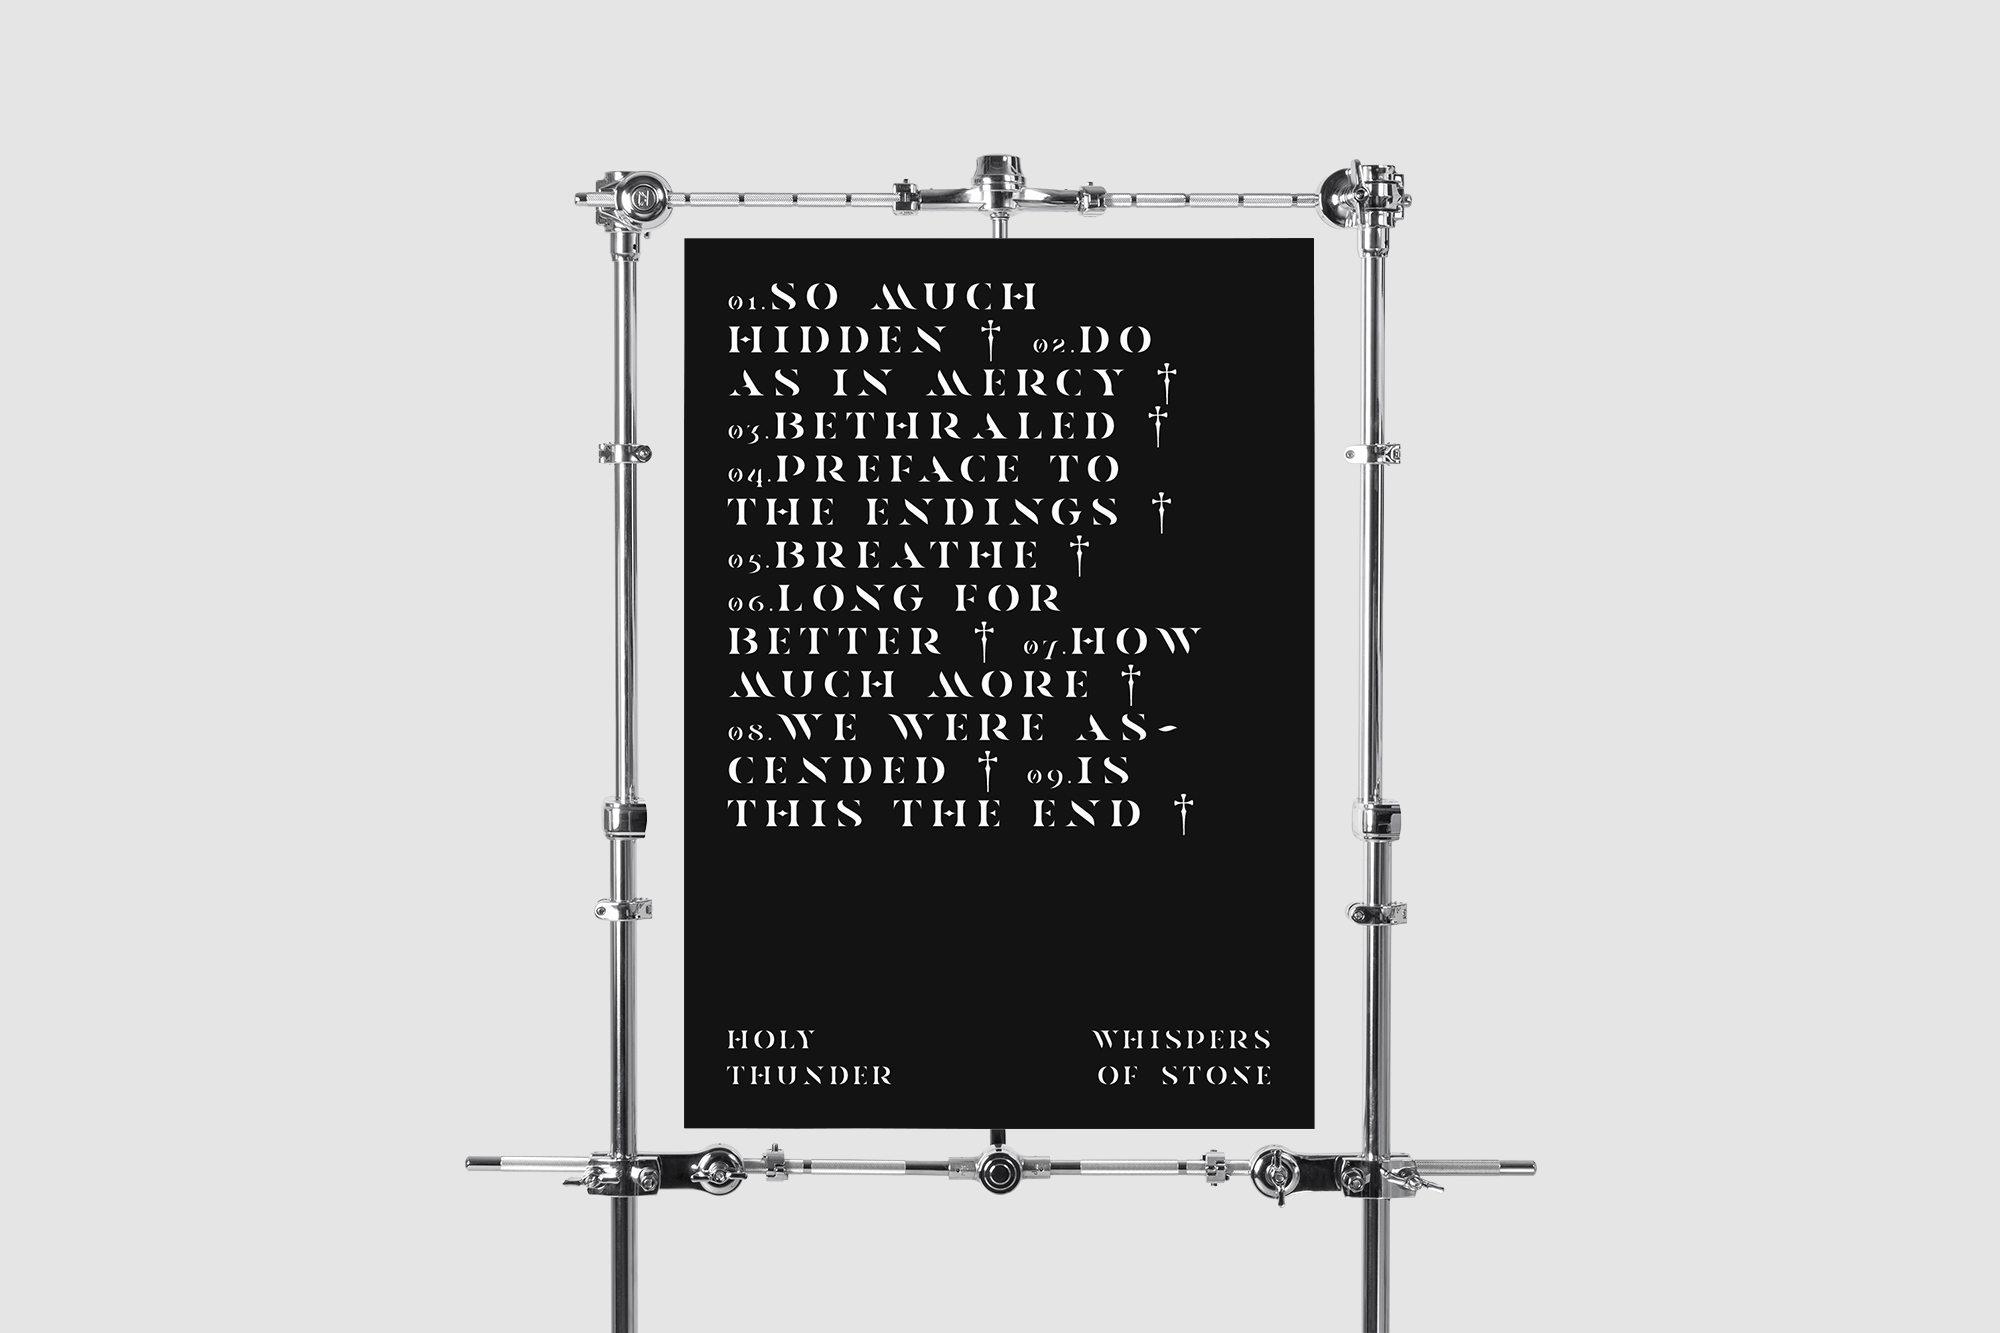 01.SO MUCH
HIDDEN † 02.DO
AS IN MERCY †
03.BETHRALED †
04.PREFACE TO
THE ENDINGS †
05.BREATHE †
06.LONG FOR
BETTER † 07.HOW
MUCH MORE †
08.WE WERE AS-
CENDED † 09.IS
THIS THE END †
HOLY
THUNDER
WHISPERS
OF STONE